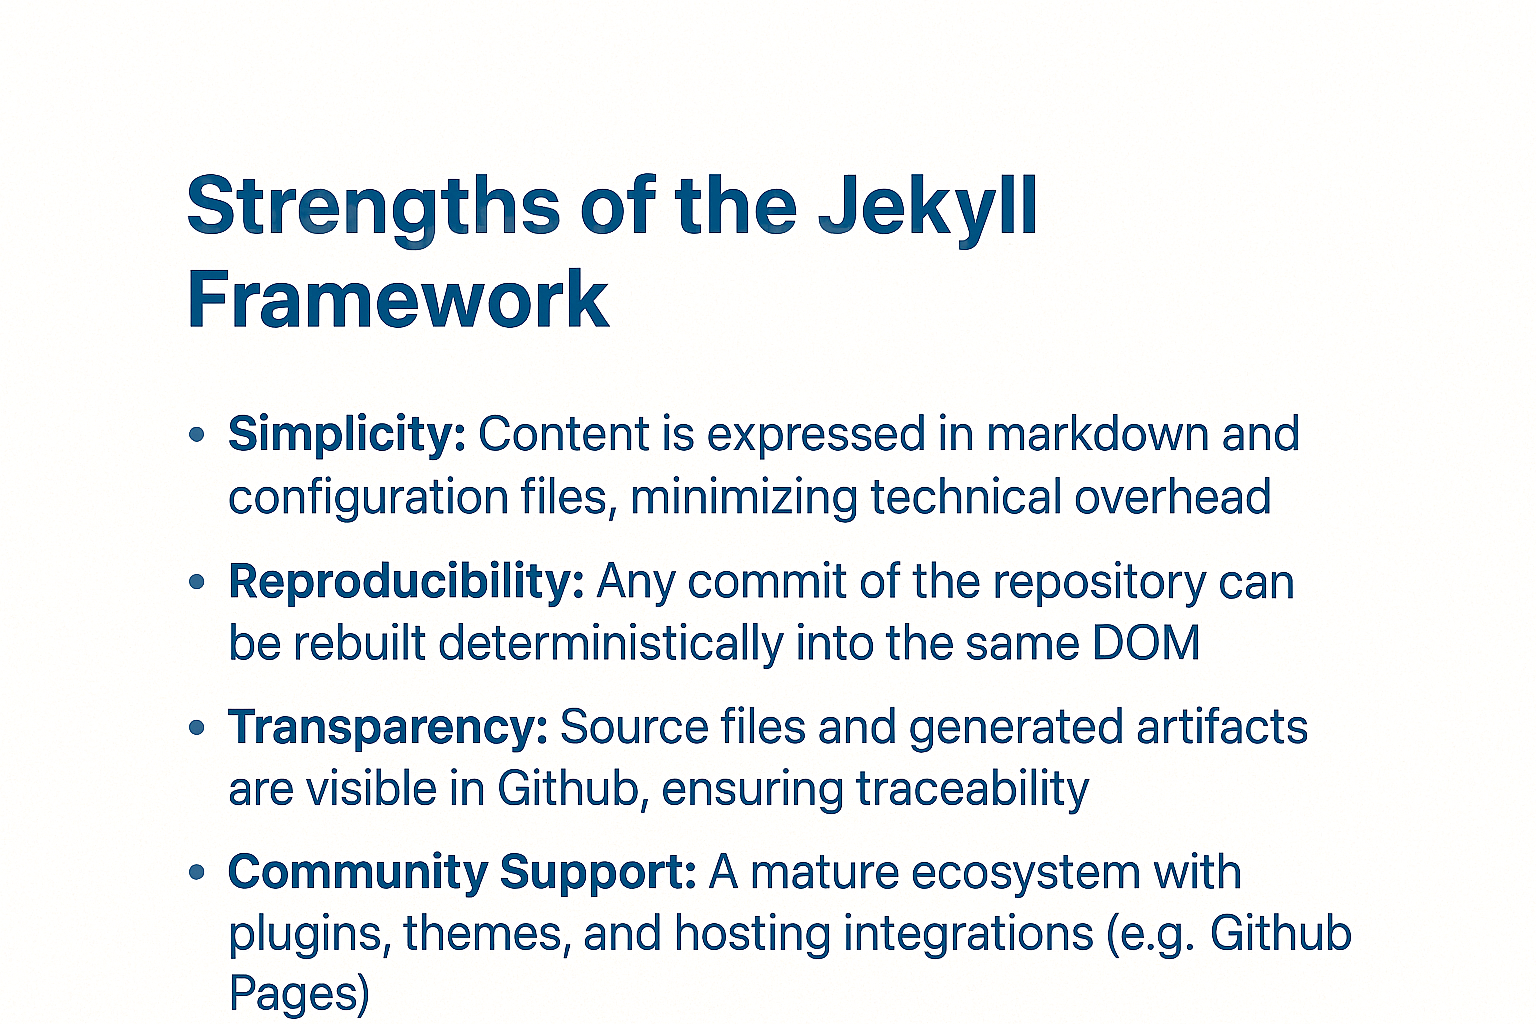 Strengths of the Jekyll
Framework
• Simplicity: Content is expressed in markdown and
configuration files, minimizing technical overhead
• Reproducibility: Any commit of the repository can
be rebuilt deterministically into the same DOM
• Transparency: Source files and generated artifacts
are visible in Github, ensuring traceability
• Community Support: A mature ecosystem with
plugins, themes, and hosting integrations (e.g. Github
Pages)